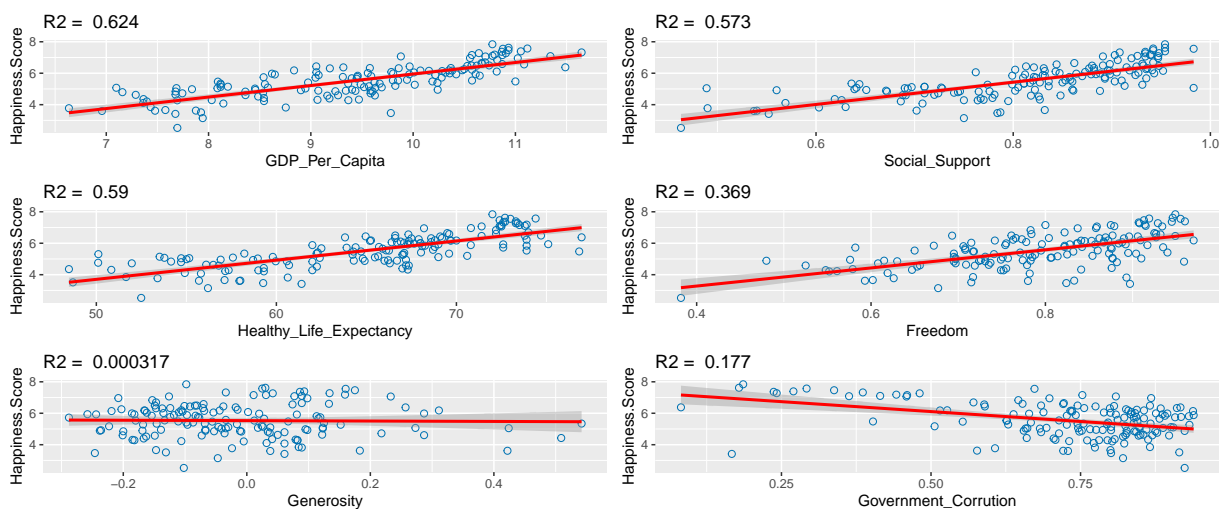 R2 = 0.624
Happiness.Score
8
6
4
7 8 9 10 11
GDP_Per_Capita
R2 = 0.573
Happiness.Score
8
6
4
0.6 0.8 1.0
Social_Support
R2 = 0.59
Happiness.Score
8
6
4
50 60 70
Healthy_Life_Expectancy
R2 = 0.369
Happiness.Score
8
6
4
0.4 0.6 0.8
Freedom
R2 = 0.000317
Happiness.Score
8
6
4
−0.2 0.0 0.2 0.4
Generosity
R2 = 0.177
Happiness.Score
8
6
4
0.25 0.50 0.75
Government_Corrution